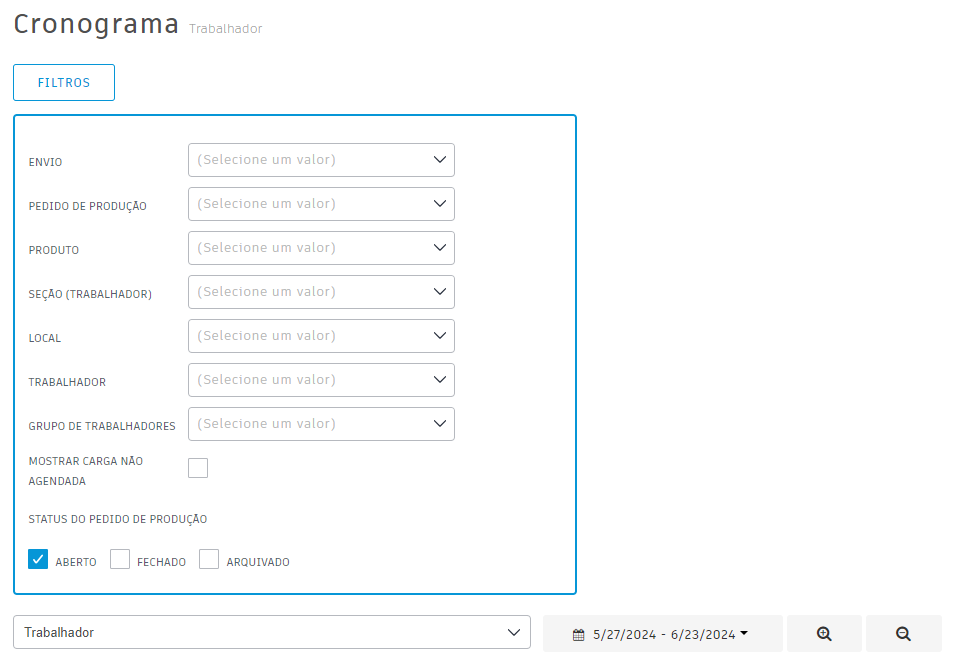 Cronograma Trabalhador
FILTROS
ENVIO (Selecione um valor)
PEDIDO DE PRODUÇÃO (Selecione um valor)
PRODUTO (Selecione um valor)
SEÇÃO (TRABALHADOR) (Selecione um valor)
LOCAL (Selecione um valor)
TRABALHADOR (Selecione um valor)
GRUPO DE TRABALHADORES (Selecione um valor)
MOSTRAR CARGA NÃO
AGENDADA
STATUS DO PEDIDO DE PRODUÇÃO
ABERTO FECHADO ARQUIVADO
Trabalhador 5/27/2024 - 6/23/2024